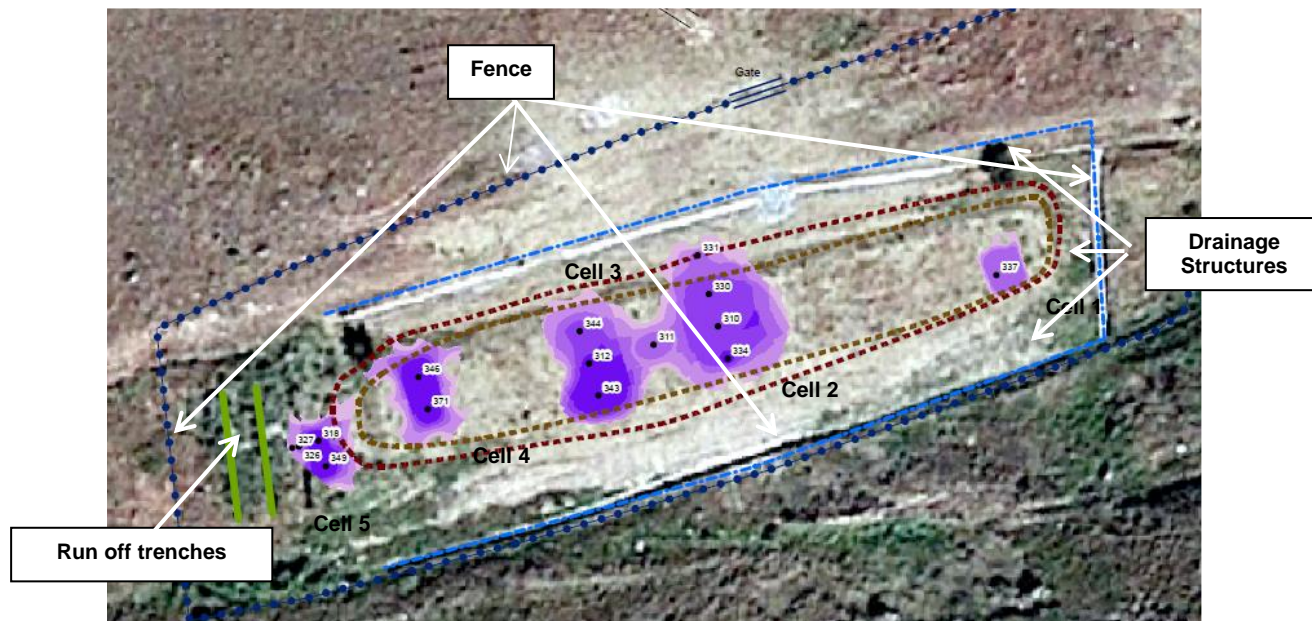 Fence
Gate
Drainage
Structures
331
Cell 3
337
330
Cell 1
310
344
311
334
312
346
343
Cell 2
371
318
327
Cell 4
326
349
Cell 5
Run off trenches